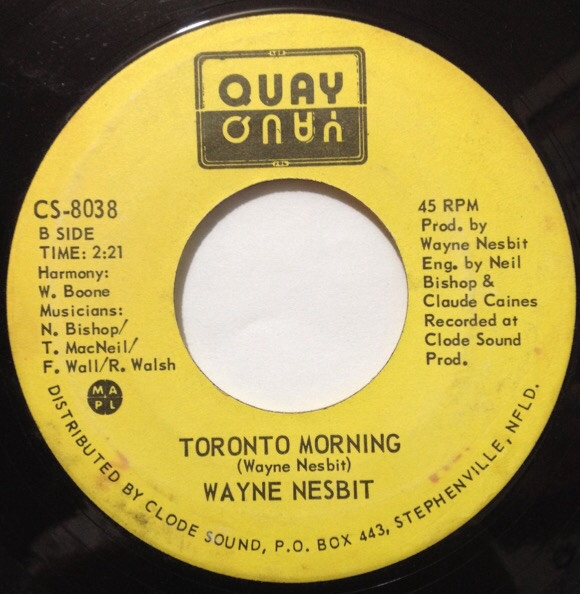 QUAY
QUAY
CS-8038
B SIDE
TIME: 2:21
Harmony:
W. Boone
Musicians:
N. Bishop/
T. MacNeil/
F. Wall/R. Walsh
MA
PL
45 RPM
Prod. by
Wayne Nesbit
Eng. by Neil
Bishop &
Claude Caines
Recorded at
Clode Sound
Prod.
TORONTO MORNING
(Wayne Nesbit)
WAYNE NESBIT
DISTRIBUTED BY CLODE SOUND, P.O. BOX 443, STEPHENVILLE, NFLD.